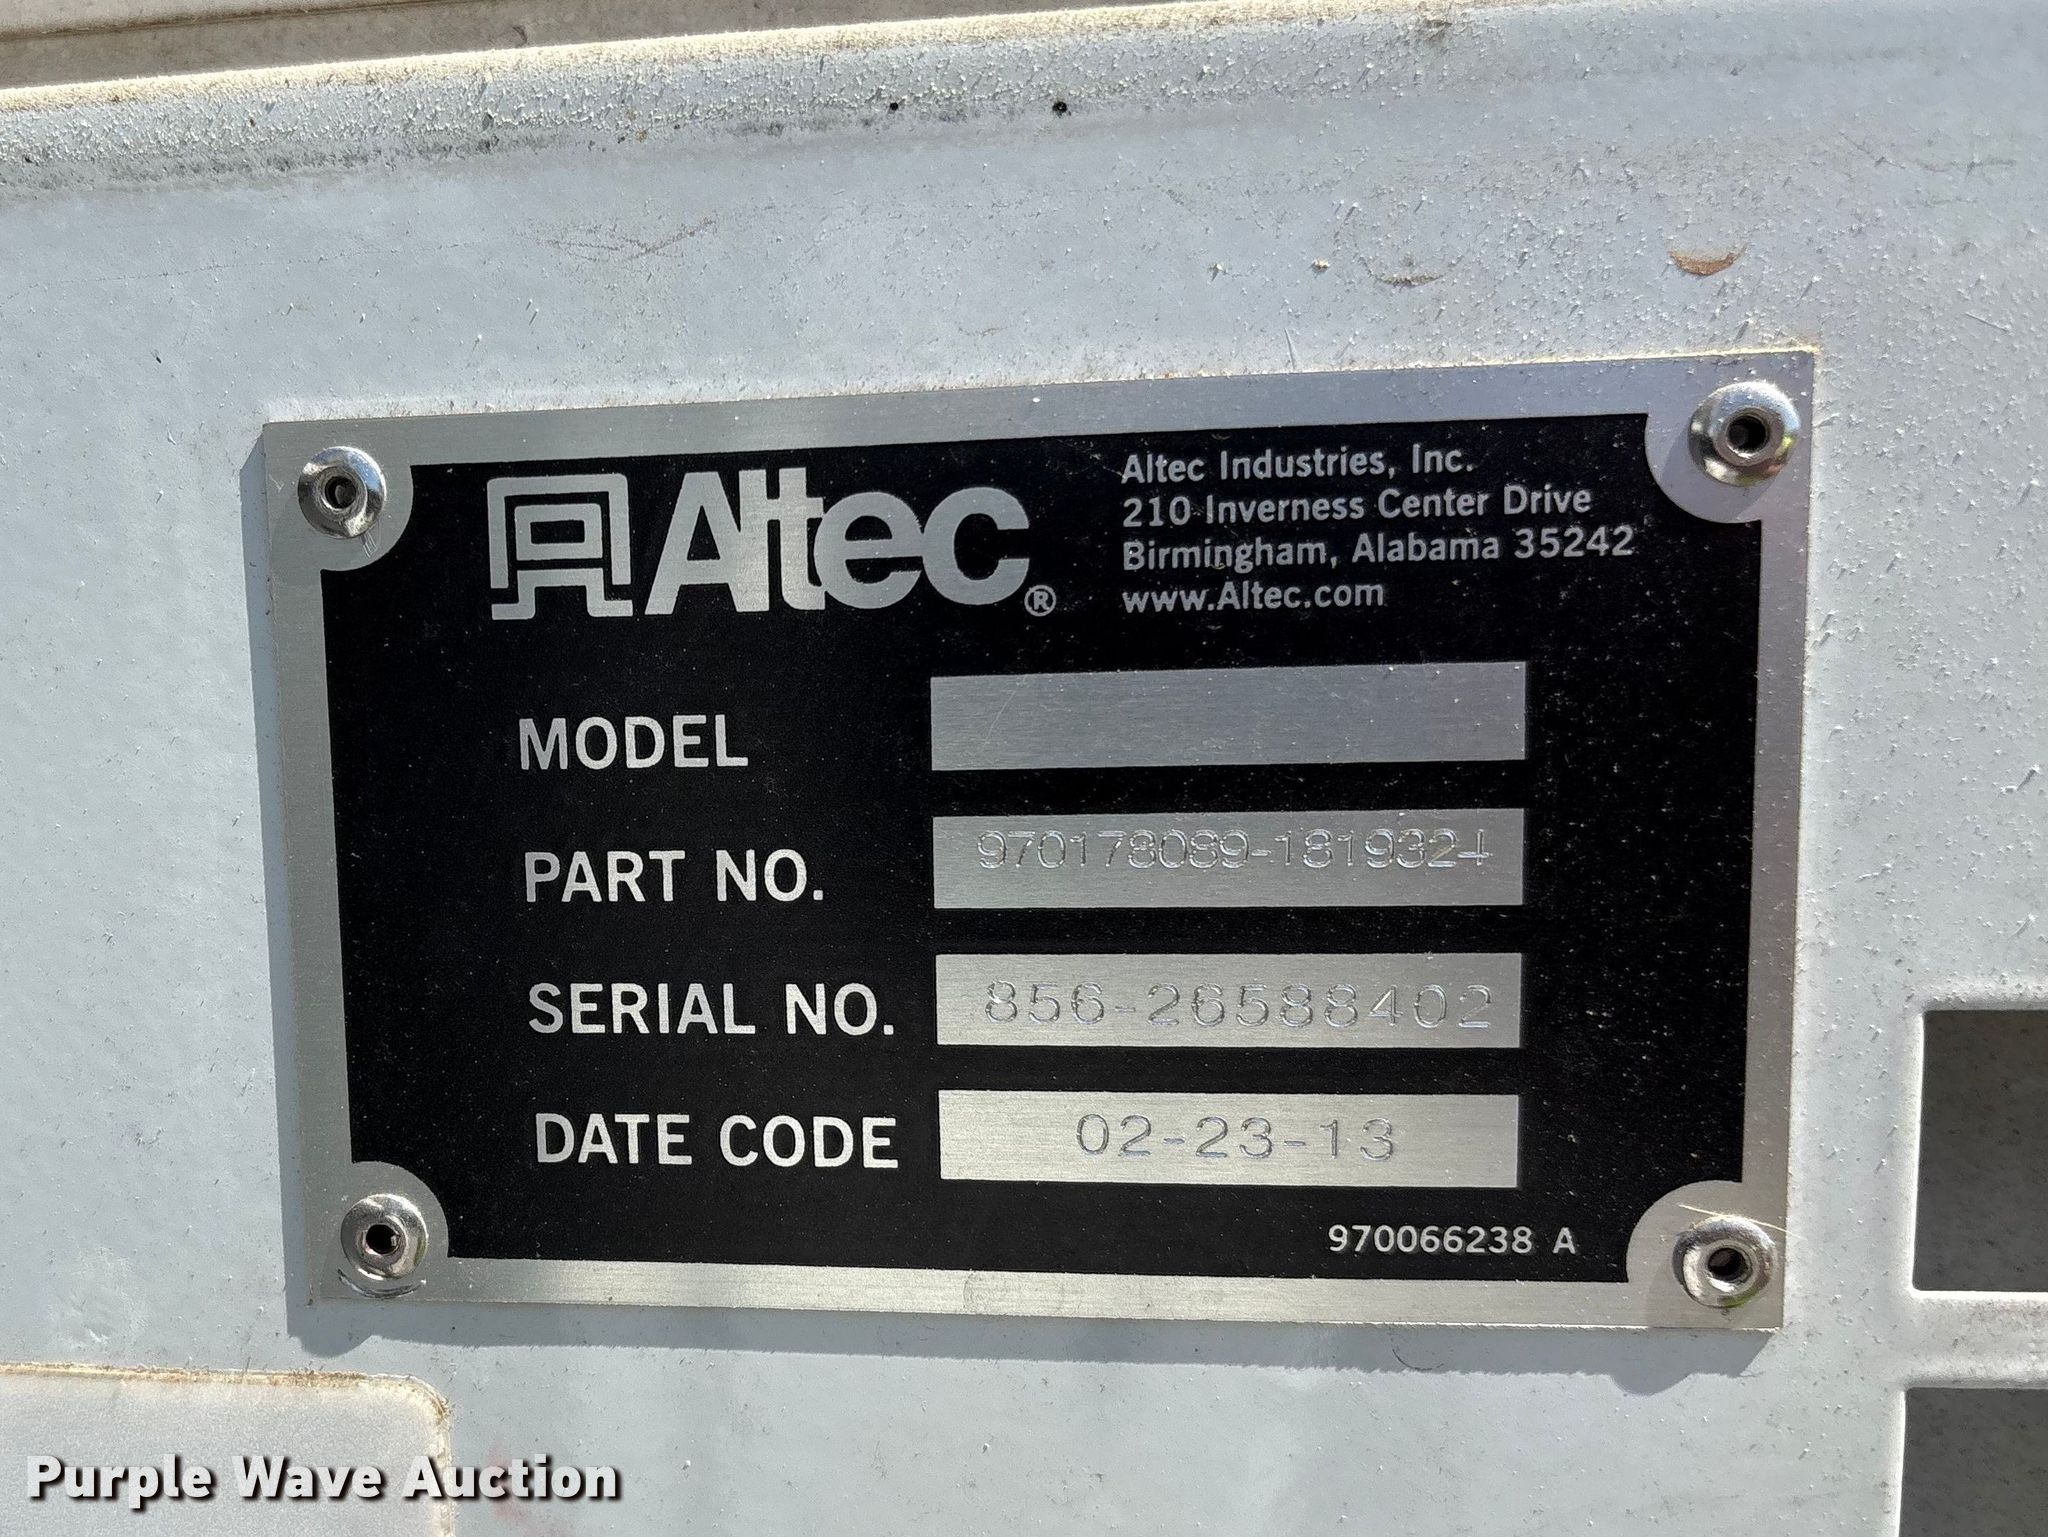 Altec®
Altec Industries, Inc.
210 Inverness Center Drive
Birmingham, Alabama 35242
www.Altec.com
MODEL
PART NO. 970178089-1819324
SERIAL NO. 856-26588402
DATE CODE 02-23-13
970066238 A
Purple Wave Auction